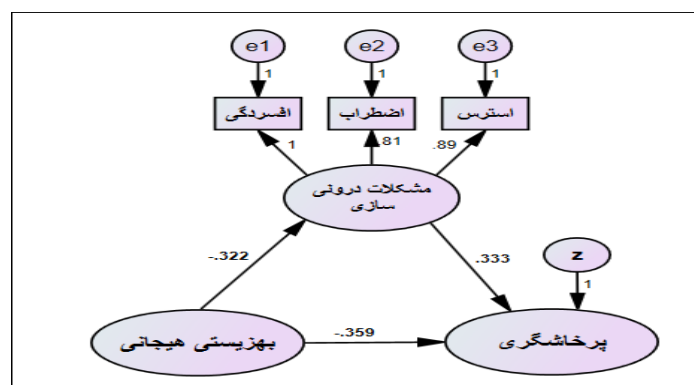 e1 e2 e3
1 1 1
افسردگی اضطراب استرس
1 .81 .89
مشکلات درونی
سازی
-.322 .333 z
1
-.359
بهزیستی هیجانی پرخاشگری